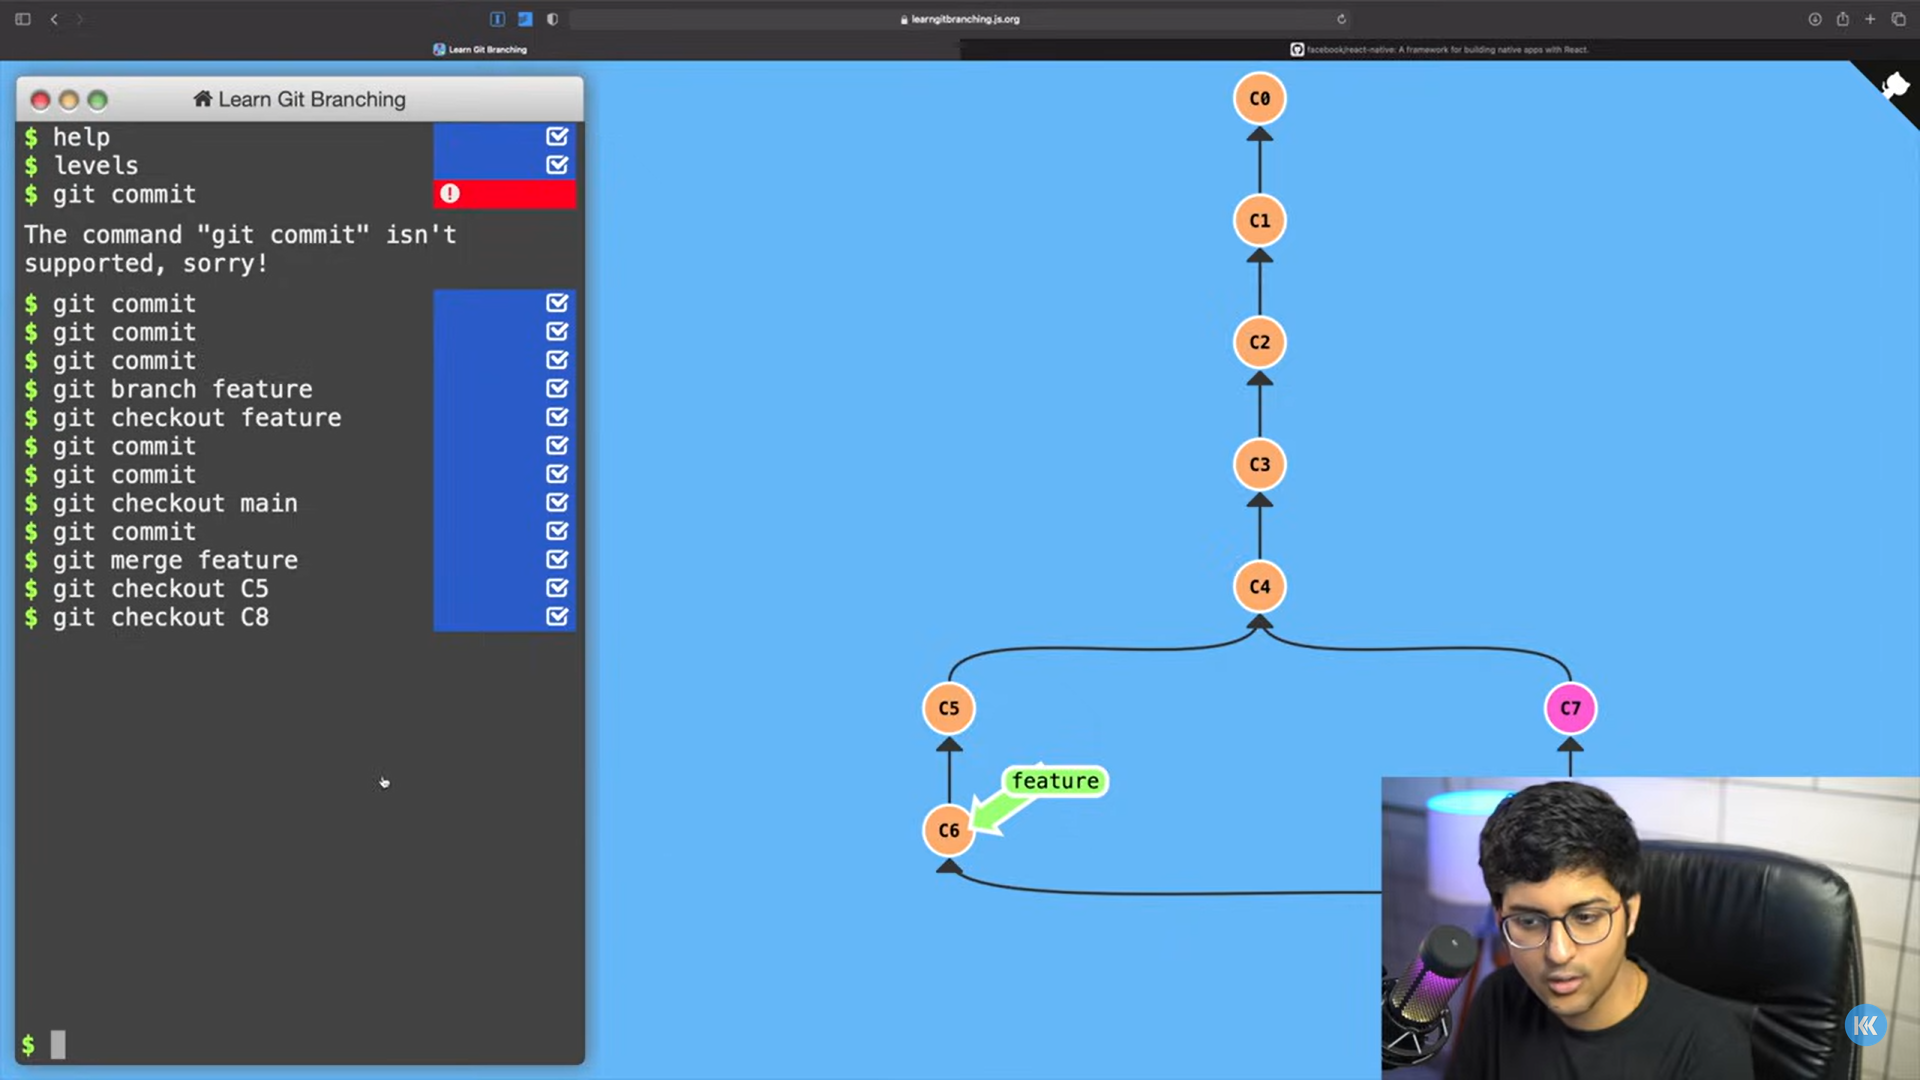 learngitbranching.js.org
Learn Git Branching
facebook/react-native: A framework for building native apps with React.
Learn Git Branching
$ help
$ levels
$ git commit
The command "git commit" isn't
supported, sorry!
$ git commit
$ git commit
$ git commit
$ git branch feature
$ git checkout feature
$ git commit
$ git commit
$ git checkout main
$ git commit
$ git merge feature
$ git checkout C5
$ git checkout C8
$
C0
C1
C2
C3
C4
C5
C7
feature
C6